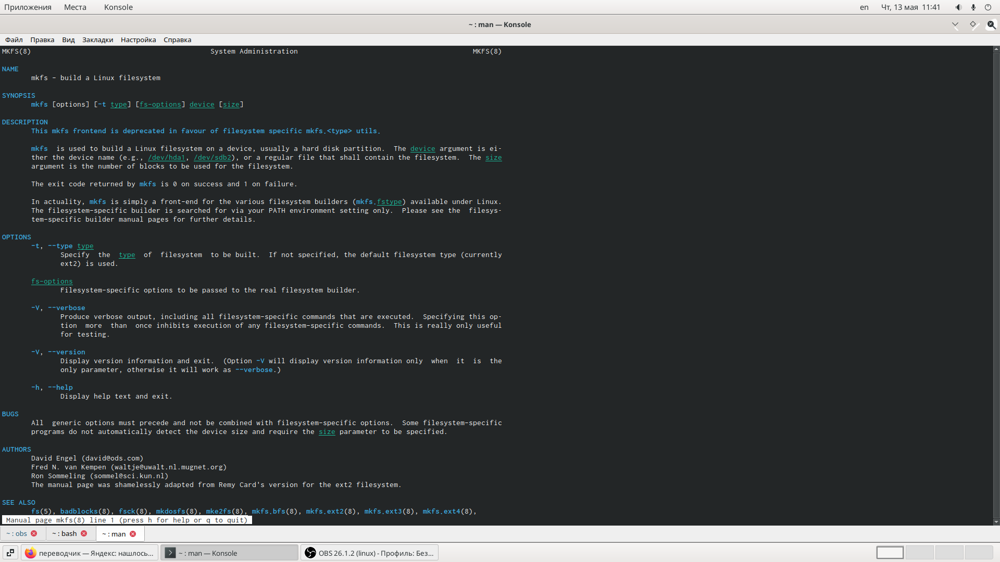 Приложения Места Konsole en Чт, 13 мая 11:41
~ : man — Konsole
Файл Правка Вид Закладки Настройка Справка
MKFS(8) System Administration MKFS(8)
NAME
mkfs - build a Linux filesystem
SYNOPSIS
mkfs [options] [-t type] [fs-options] device [size]
DESCRIPTION
This mkfs frontend is deprecated in favour of filesystem specific mkfs.<type> utils.
mkfs is used to build a Linux filesystem on a device, usually a hard disk partition. The device argument is ei-
ther the device name (e.g., /dev/hda1, /dev/sdb2), or a regular file that shall contain the filesystem. The size
argument is the number of blocks to be used for the filesystem.
The exit code returned by mkfs is 0 on success and 1 on failure.
In actuality, mkfs is simply a front-end for the various filesystem builders (mkfs.fstype) available under Linux.
The filesystem-specific builder is searched for via your PATH environment setting only. Please see the filesys-
tem-specific builder manual pages for further details.
OPTIONS
-t, --type type
Specify the type of filesystem to be built. If not specified, the default filesystem type (currently
ext2) is used.
fs-options
Filesystem-specific options to be passed to the real filesystem builder.
-V, --verbose
Produce verbose output, including all filesystem-specific commands that are executed. Specifying this op-
tion more than once inhibits execution of any filesystem-specific commands. This is really only useful
for testing.
-V, --version
Display version information and exit. (Option -V will display version information only when it is the
only parameter, otherwise it will work as --verbose.)
-h, --help
Display help text and exit.
BUGS
All generic options must precede and not be combined with filesystem-specific options. Some filesystem-specific
programs do not automatically detect the device size and require the size parameter to be specified.
AUTHORS
David Engel (david@ods.com)
Fred N. van Kempen (waltje@uwalt.nl.mugnet.org)
Ron Sommeling (sommel@sci.kun.nl)
The manual page was shamelessly adapted from Remy Card's version for the ext2 filesystem.
SEE ALSO
fs(5), badblocks(8), fsck(8), mkdosfs(8), mke2fs(8), mkfs.bfs(8), mkfs.ext2(8), mkfs.ext3(8), mkfs.ext4(8),
Manual page mkfs(8) line 1 (press h for help or q to quit)
~ : obs ~ : bash ~ : man
переводчик — Яндекс: нашлось... ~ : man — Konsole OBS 26.1.2 (linux) - Профиль: Без...